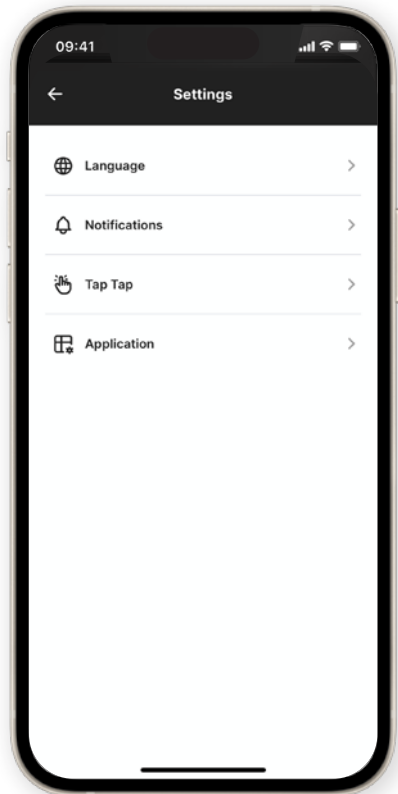 09:41
Settings
Language
Notifications
Tap Tap
Application